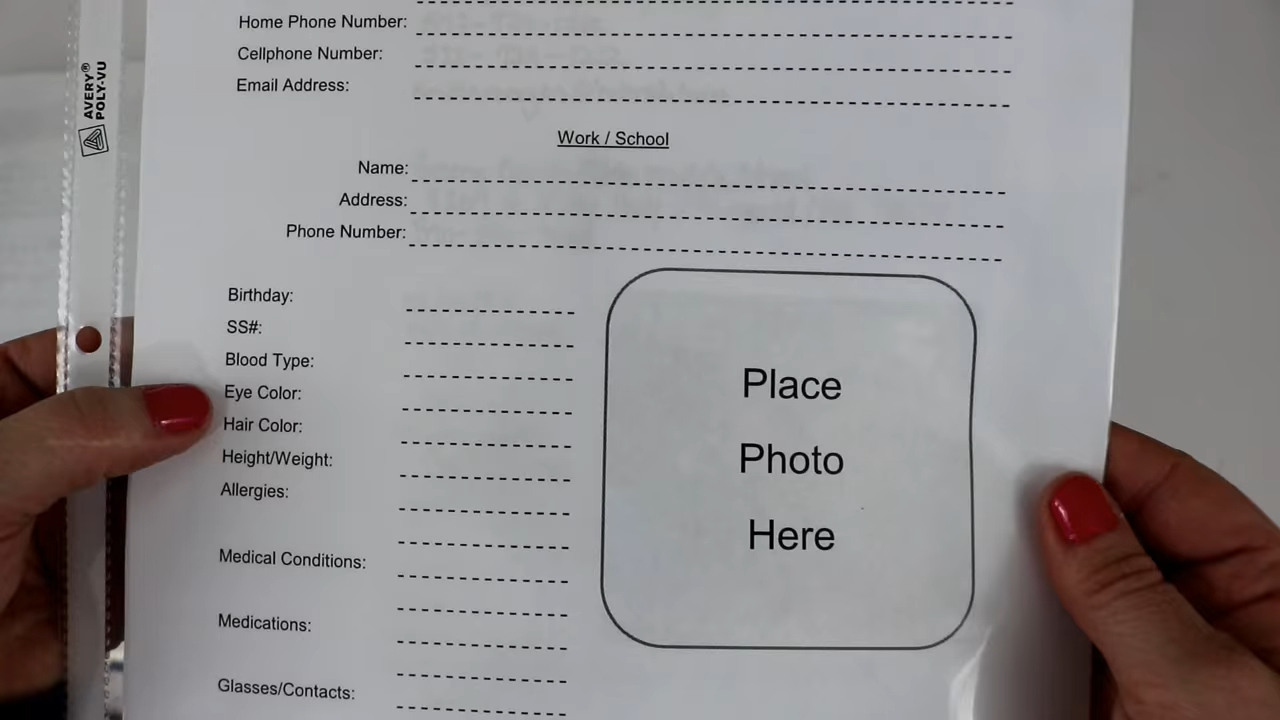 AVERY®
POLY-VU
Home Phone Number:
Cellphone Number:
Email Address:
Work / School
Name:
Address:
Phone Number:
Birthday:
SS#:
Blood Type:
Eye Color:
Hair Color:
Height/Weight:
Allergies:
Medical Conditions:
Medications:
Glasses/Contacts:
Place
Photo
Here